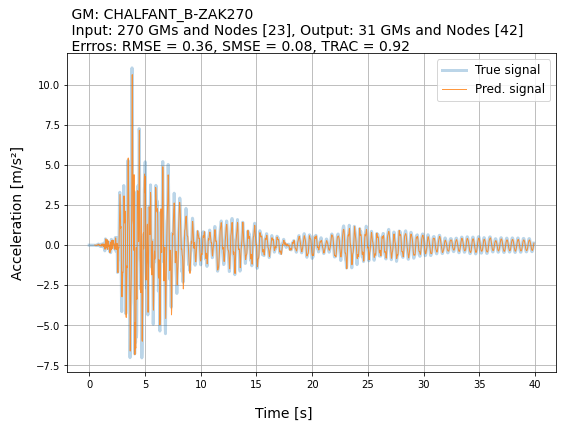 GM: CHALFANT_B-ZAK270
Input: 270 GMs and Nodes [23], Output: 31 GMs and Nodes [42]
Errros: RMSE = 0.36, SMSE = 0.08, TRAC = 0.92
True signal
Pred. signal
10.0
7.5
5.0
2.5
0.0
−2.5
−5.0
−7.5
Acceleration [m/s²]
0 5 10 15 20 25 30 35 40
Time [s]